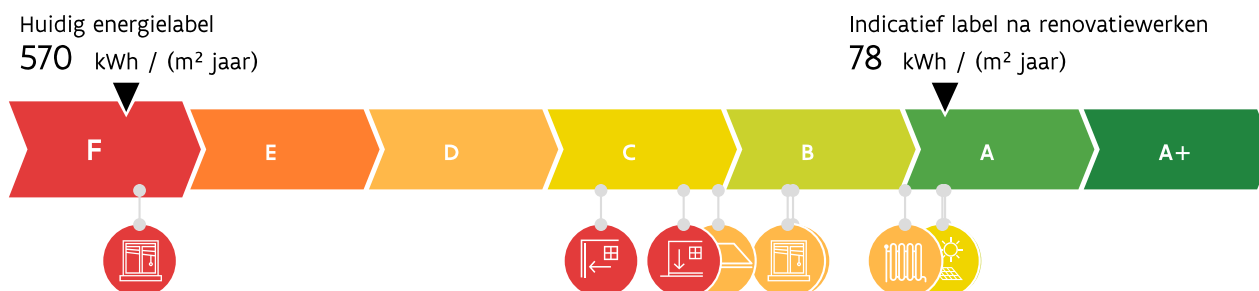 Huidig energielabel
570 kWh / (m² jaar)
Indicatief label na renovatiewerken
78 kWh / (m² jaar)
F E D C B A A+